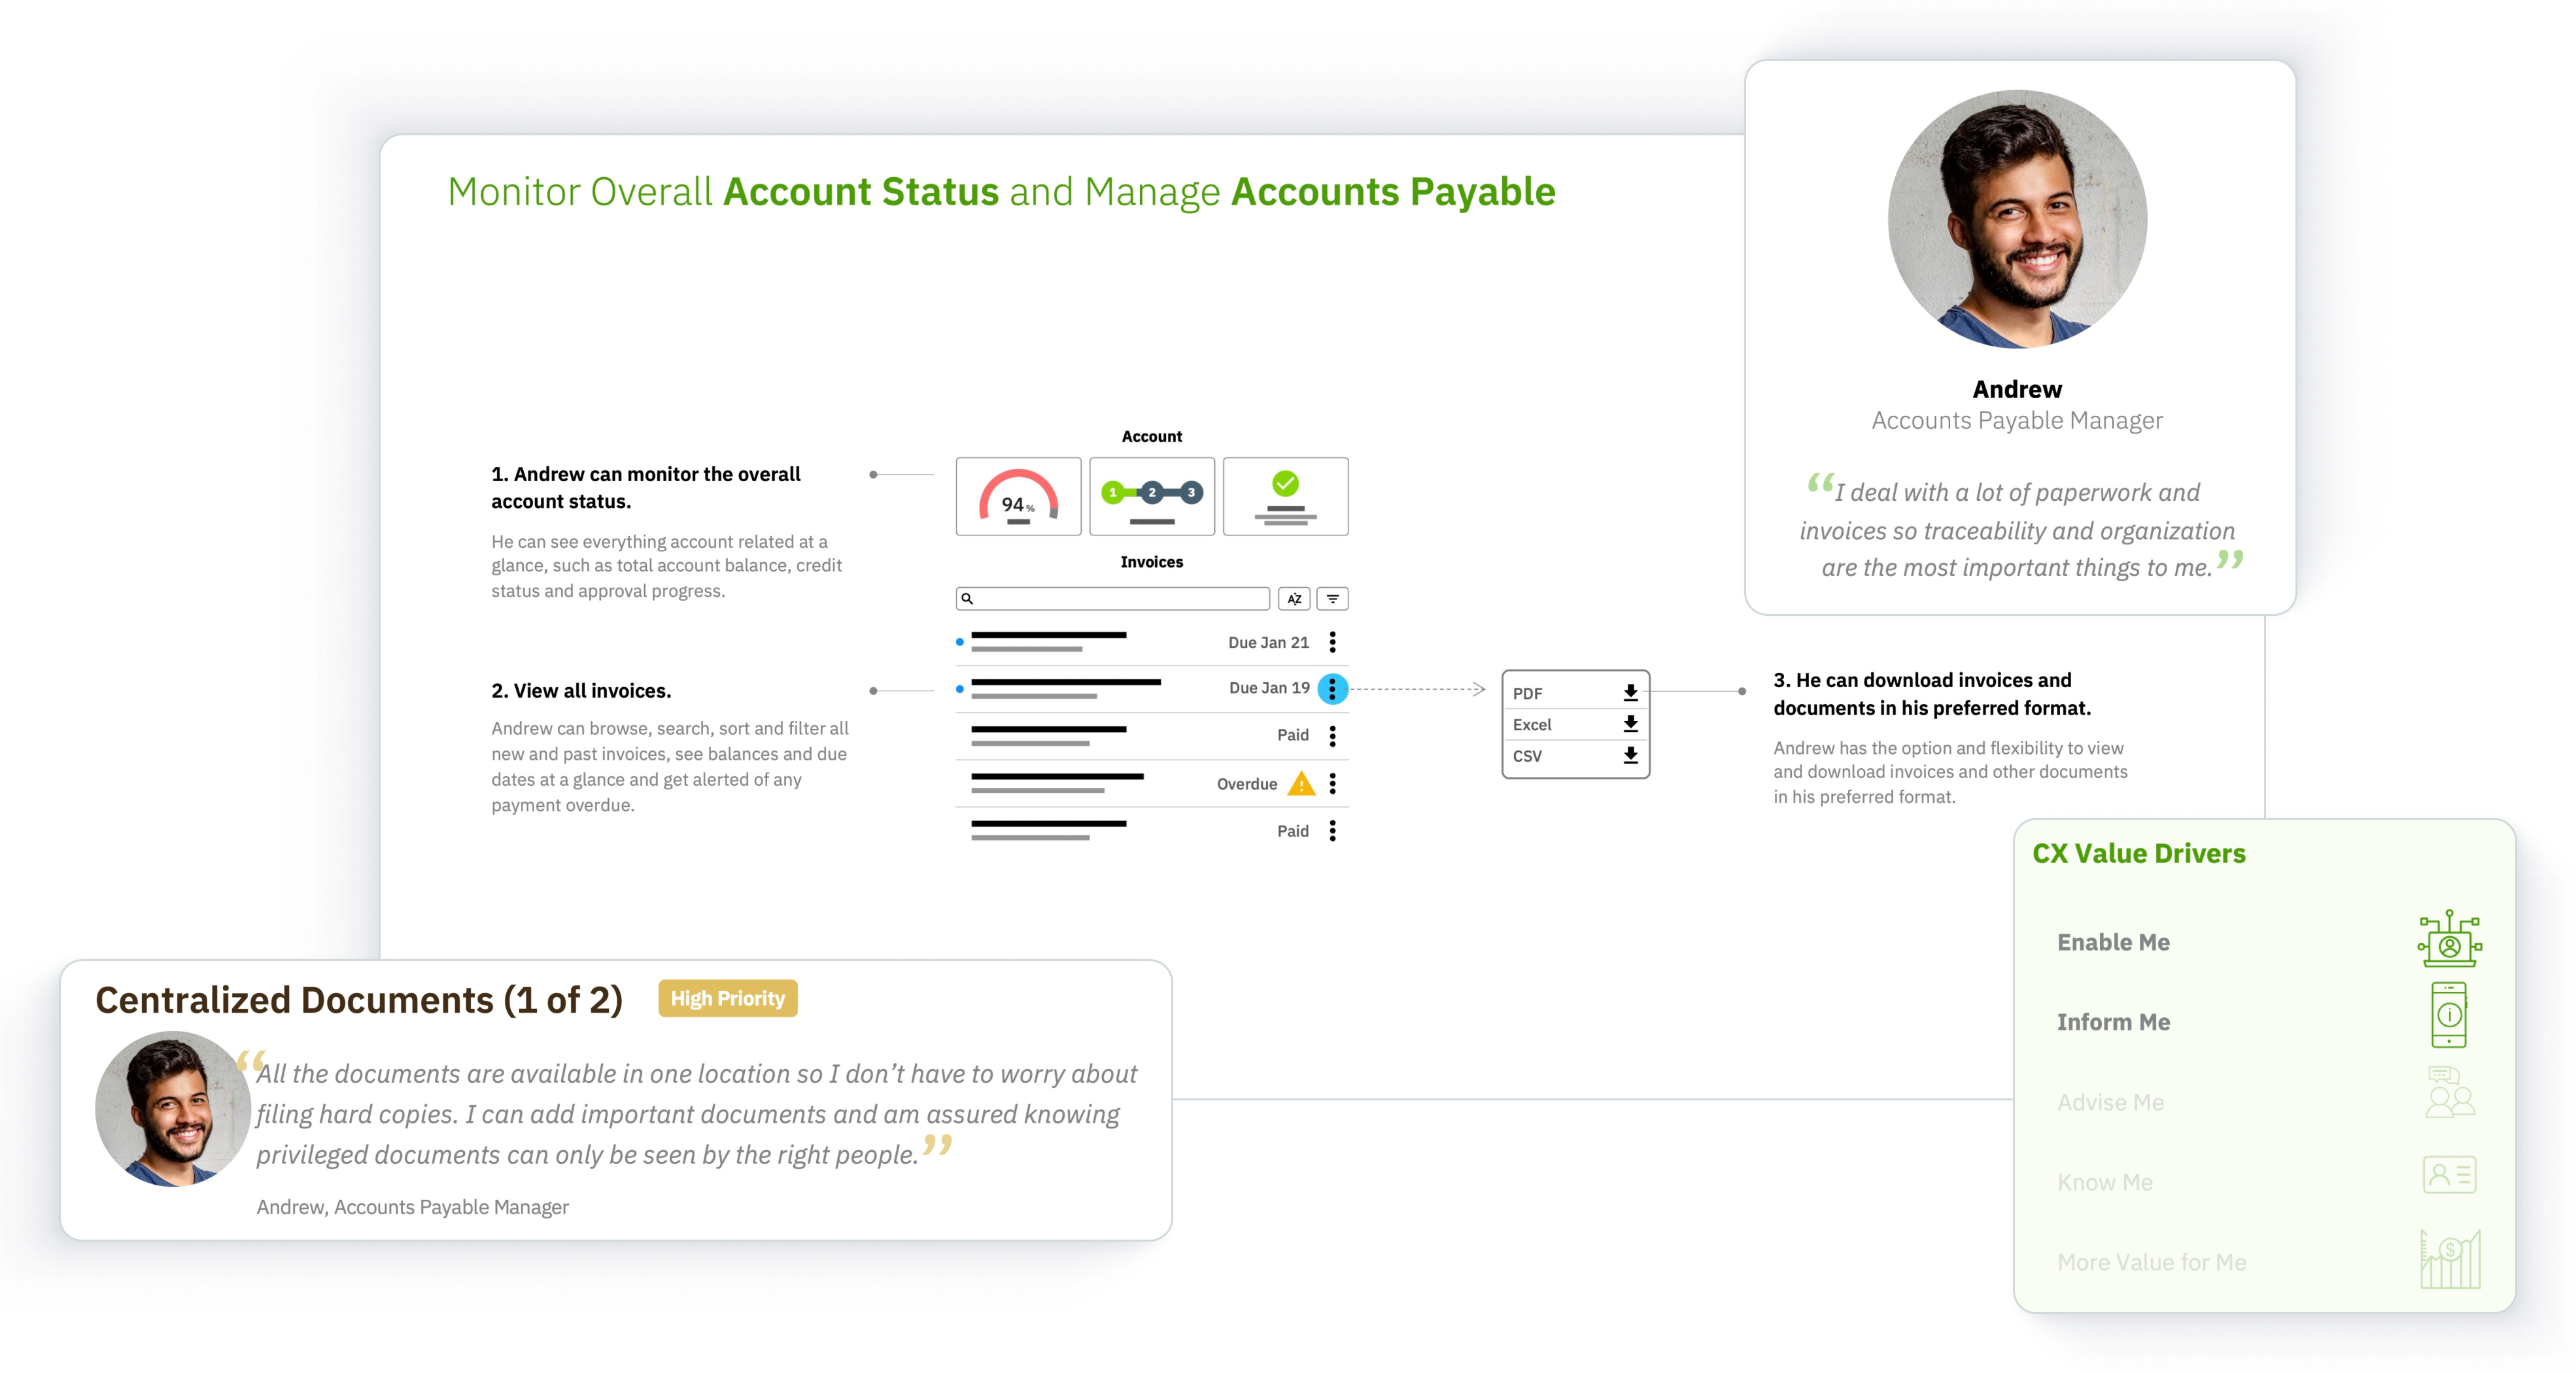 Monitor Overall Account Status and Manage Accounts Payable
Andrew
Accounts Payable Manager
“I deal with a lot of paperwork and
invoices so traceability and organization
are the most important things to me.”
1. Andrew can monitor the overall
account status.
He can see everything account related at a
glance, such as total account balance, credit
status and approval progress.
2. View all invoices.
Andrew can browse, search, sort and filter all
new and past invoices, see balances and due
dates at a glance and get alerted of any
payment overdue.
Account
94%
1 2 3
Invoices
AZ
Due Jan 21
Due Jan 19
Paid
Overdue
Paid
PDF
Excel
CSV
3. He can download invoices and
documents in his preferred format.
Andrew has the option and flexibility to view
and download invoices and other documents
in his preferred format.
Centralized Documents (1 of 2) High Priority
“All the documents are available in one location so I don’t have to worry about
filing hard copies. I can add important documents and am assured knowing
privileged documents can only be seen by the right people.”
Andrew, Accounts Payable Manager
CX Value Drivers
Enable Me
Inform Me
i
Advise Me
Know Me
More Value for Me
$